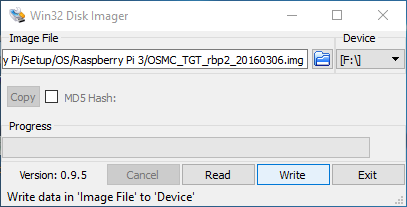 Win32 Disk Imager
Image File
Device
y Pi/Setup/OS/Raspberry Pi 3/OSMC_TGT_rbp2_20160306.img
[F:\]
Copy
MD5 Hash:
Progress
Version: 0.9.5
Cancel
Read
Write
Exit
Write data in 'Image File' to 'Device'